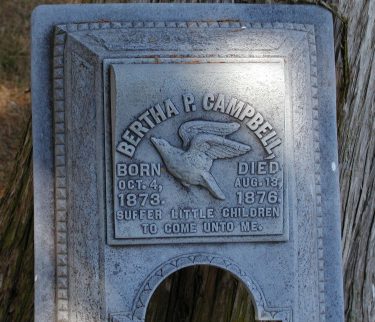 BERTHA P. CAMPBELL,
BORN DIED
OCT. 4, AUG. 13,
1873. 1876.
SUFFER LITTLE CHILDREN
TO COME UNTO ME.